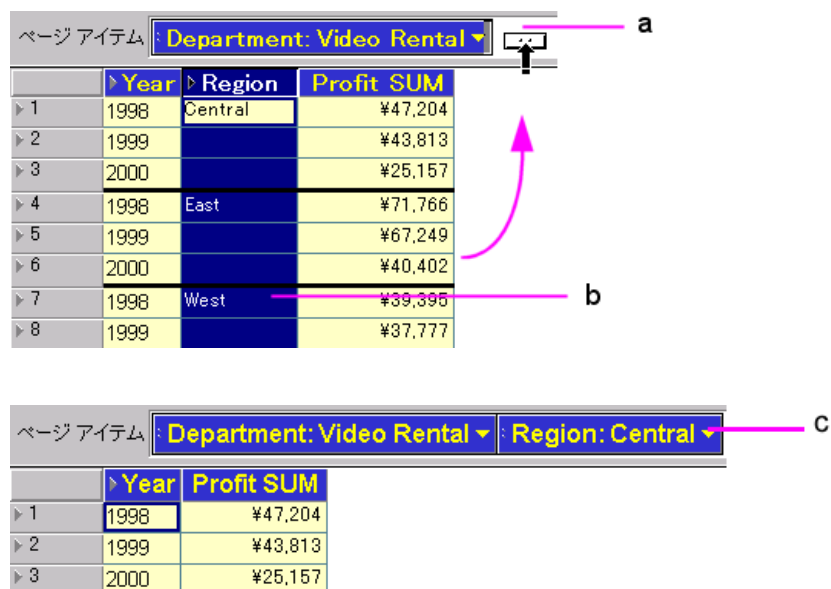 ページ アイテム Department: Video Rental a
Year Region Profit SUM
1 1998 Central ¥47,204
2 1999 ¥43,813
3 2000 ¥25,157
4 1998 East ¥71,766
5 1999 ¥67,249
6 2000 ¥40,402
7 1998 West ¥39,395 b
8 1999 ¥37,777
ページ アイテム Department: Video Rental Region: Central c
Year Profit SUM
1 1998 ¥47,204
2 1999 ¥43,813
3 2000 ¥25,157